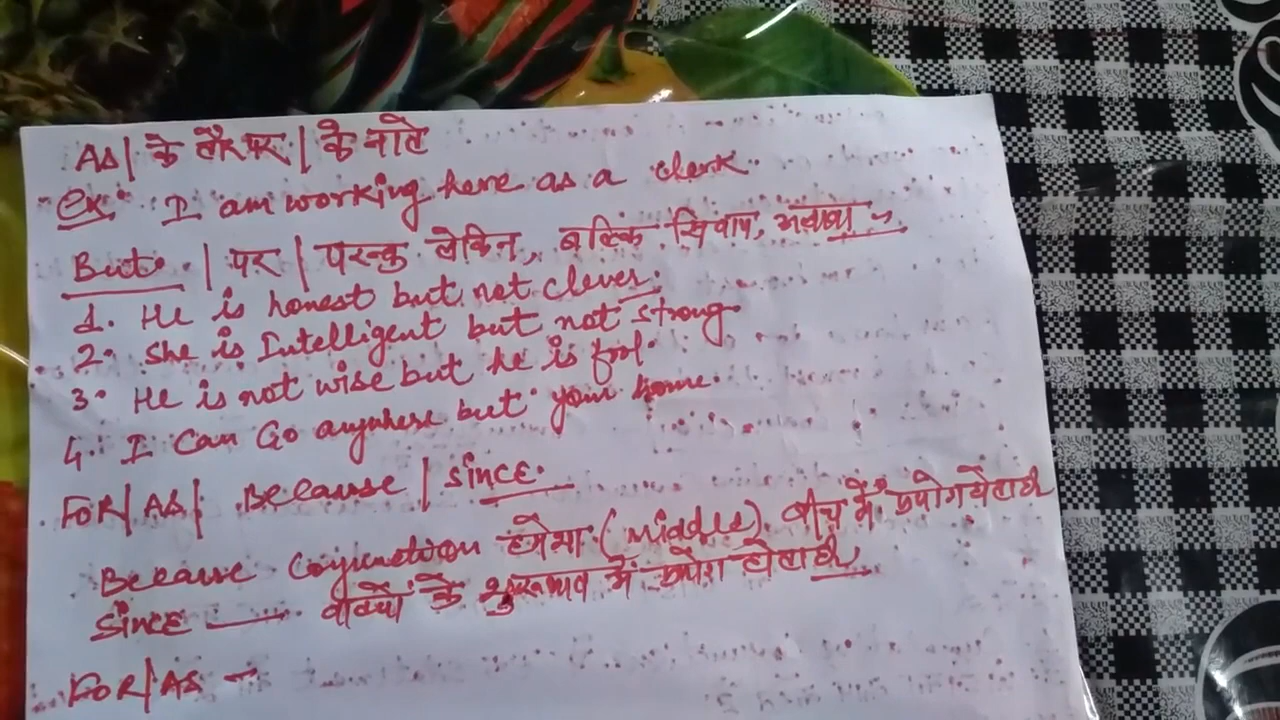 As | के तौर पर | के नाते
Ex. I am working here as a clerk.
But. | पर | परन्तु लेकिन, बल्कि सिवाए, अलावा -
1. He is honest but not clever.
2. She is Intelligent but not strong.
3. He is not wise but he is fool.
4. I Can Go anywhere but your home.
FOR | AS | Because | since.
Because Conjunction हमेशा (middle) बीच में प्रयोग होता है
Since —— वाक्यों के शुरूआत में प्रयोग होता है
FOR | AS -